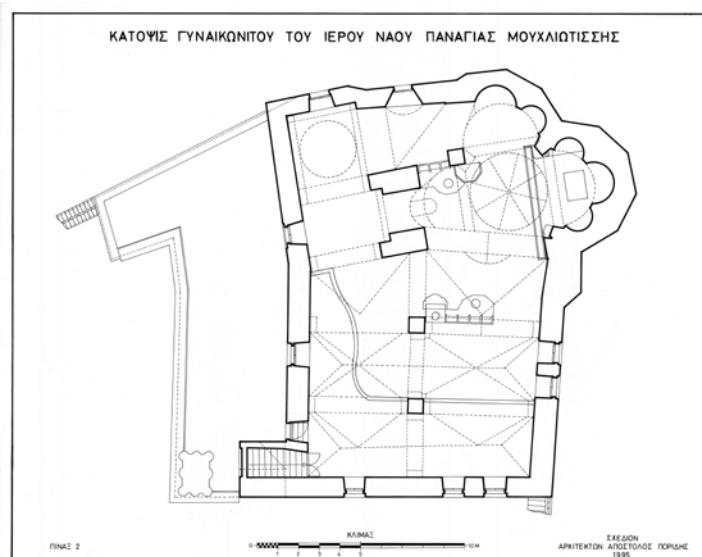 ΚΑΤΟΨΙΣ ΓΥΝΑΙΚΩΝΙΤΟΥ ΤΟΥ ΙΕΡΟΥ ΝΑΟΥ ΠΑΝΑΓΙΑΣ ΜΟΥΧΛΙΩΤΙΣΣΗΣ
ΠΙΝΑΞ 2
ΚΛΙΜΑΞ
0 1 2 3 4 5 10 Μ.
ΣΧΕΔΙΟΝ
ΑΡΧΙΤΕΚΤΩΝ ΑΠΟΣΤΟΛΟΣ ΠΟΡΙΔΗΣ
1995